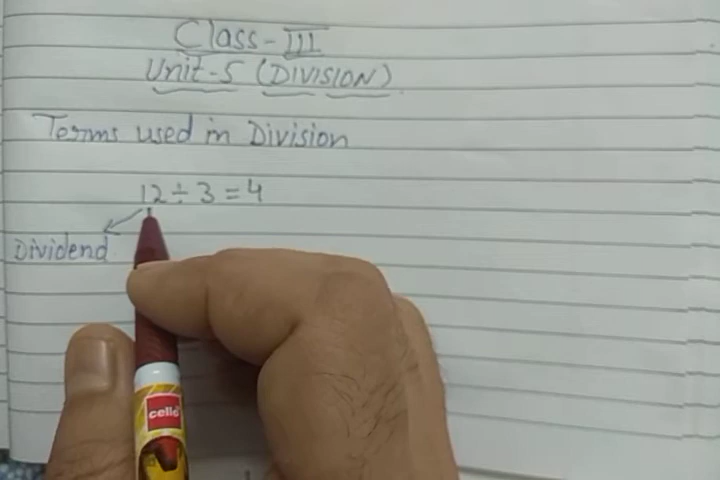 Class-III
Unit-5 (DIVISION)
Terms used in Division
12 ÷ 3 = 4
Dividend
cello